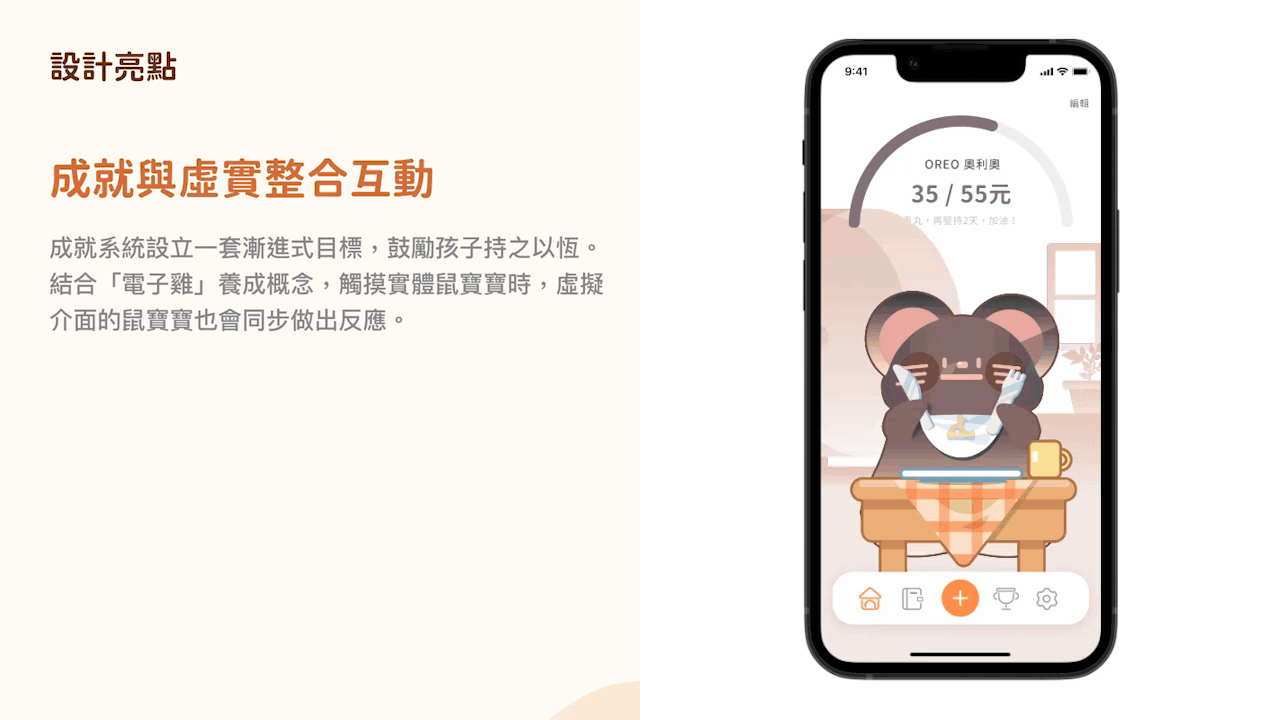 設計亮點
成就與虛實整合互動
成就系統設立一套漸進式目標，鼓勵孩子持之以恆。
結合「電子雞」養成概念，觸摸實體鼠寶寶時，虛擬
介面的鼠寶寶也會同步做出反應。
9:41
編輯
OREO 奧利奧
35 / 55元
丸，再堅持2天，加油！